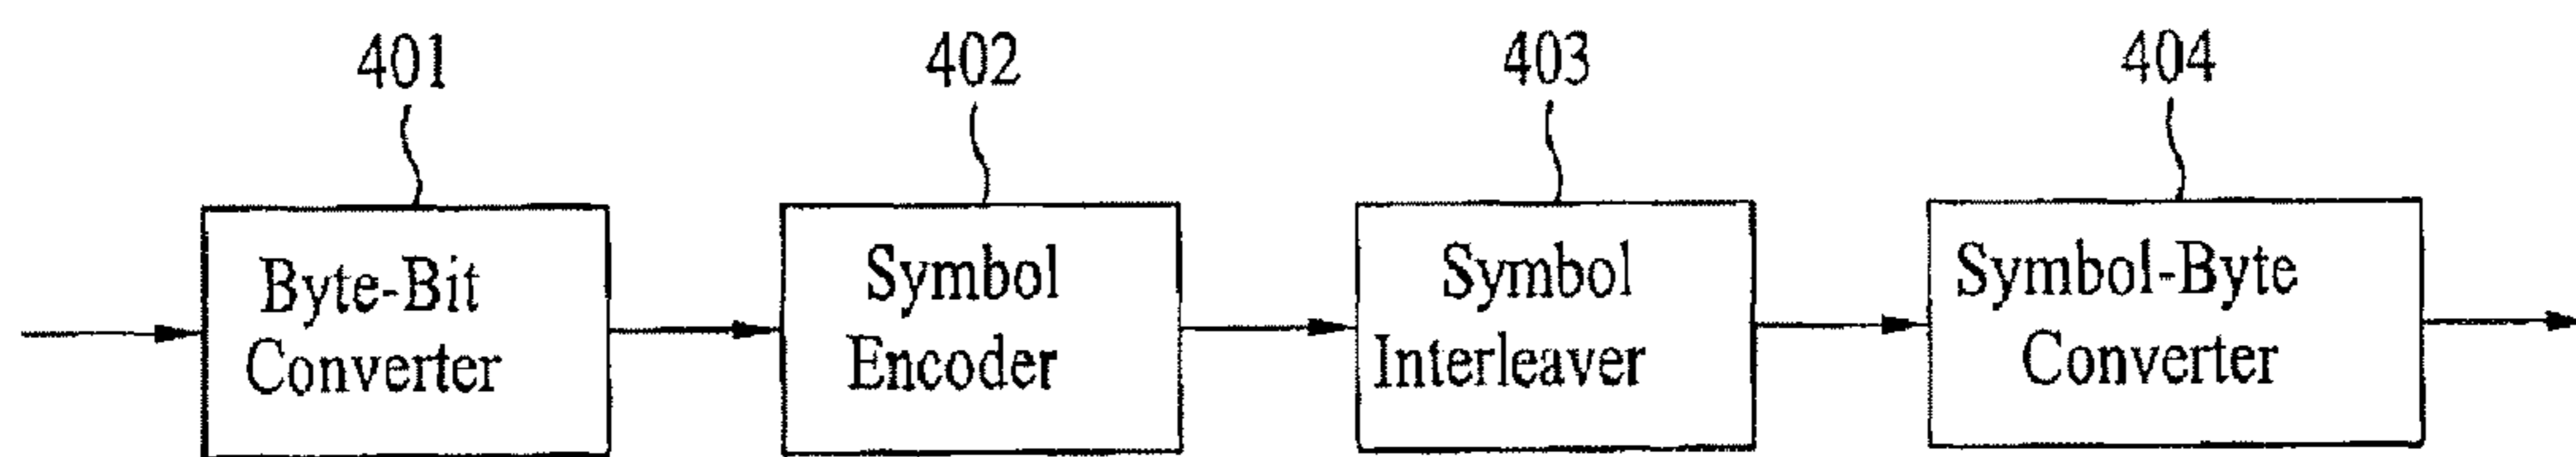 401
402
403
404
Byte-Bit
Converter
Symbol
Encoder
Symbol
Interleaver
Symbol-Byte
Converter